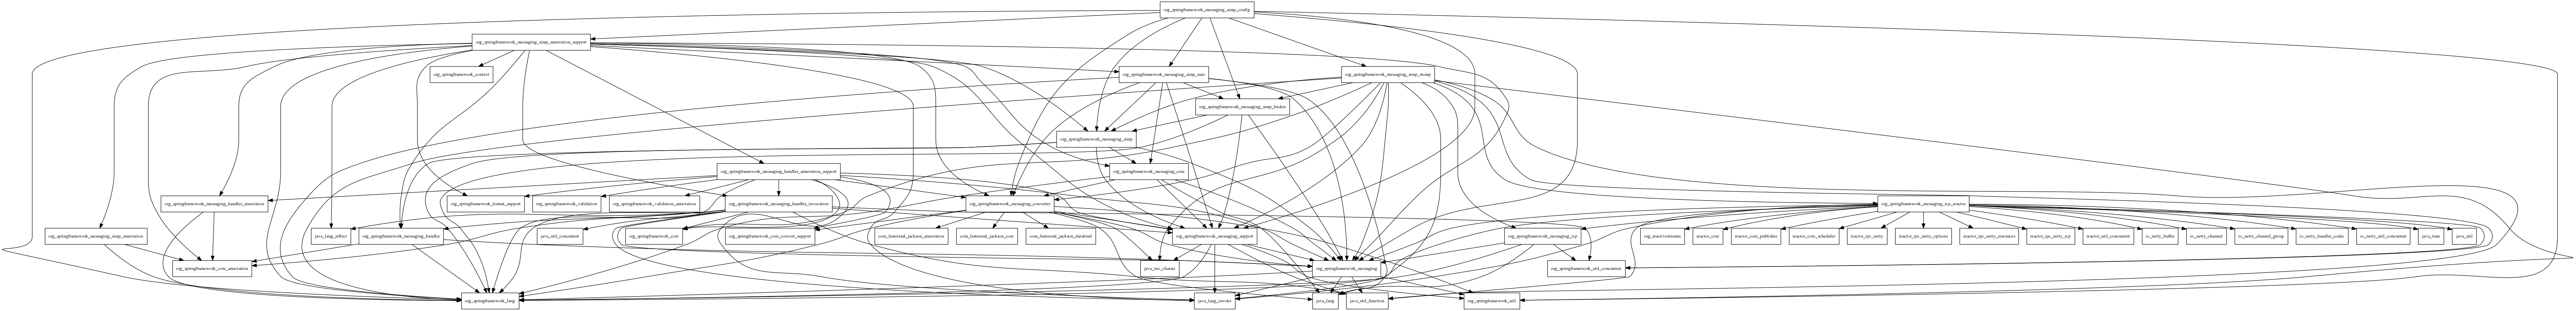 org_springframework_messaging_simp_config
org_springframework_messaging_simp_annotation_support
org_springframework_context
org_springframework_messaging_simp_user
org_springframework_messaging_simp_stomp
org_springframework_messaging_simp_broker
org_springframework_messaging_simp
org_springframework_messaging_handler_annotation_support
org_springframework_messaging_core
org_springframework_messaging_handler_annotation
org_springframework_format_support
org_springframework_validation
org_springframework_validation_annotation
org_springframework_messaging_handler_invocation
org_springframework_messaging_converter
org_springframework_messaging_tcp_reactor
org_springframework_messaging_simp_annotation
java_lang_reflect
org_springframework_messaging_handler
java_util_concurrent
org_springframework_core
org_springframework_core_convert_support
com_fasterxml_jackson_annotation
com_fasterxml_jackson_core
com_fasterxml_jackson_databind
org_springframework_messaging_support
org_springframework_messaging_tcp
org_reactivestreams
reactor_core
reactor_core_publisher
reactor_core_scheduler
reactor_ipc_netty
reactor_ipc_netty_options
reactor_ipc_netty_resources
reactor_ipc_netty_tcp
reactor_util_concurrent
io_netty_buffer
io_netty_channel
io_netty_channel_group
io_netty_handler_codec
io_netty_util_concurrent
java_time
java_util
org_springframework_core_annotation
java_nio_charset
org_springframework_messaging
org_springframework_util_concurrent
org_springframework_lang
java_lang_invoke
java_lang
java_util_function
org_springframework_util